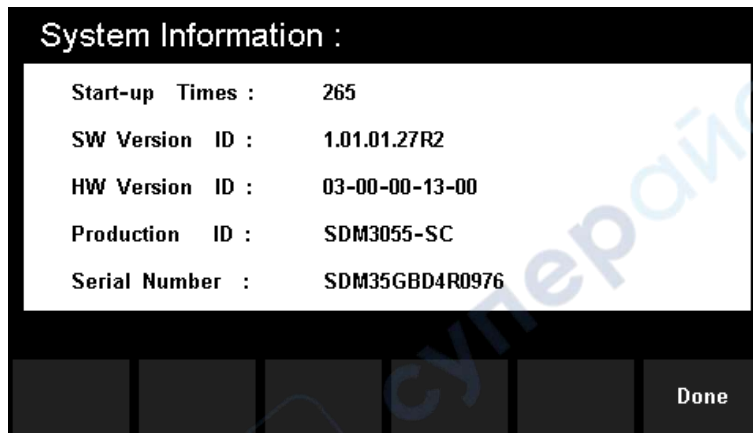 System Information :
Start-up Times : 265
SW Version ID : 1.01.01.27R2
HW Version ID : 03-00-00-13-00
Production ID : SDM3055-SC
Serial Number : SDM35GBD4R0976
Done
суперайс